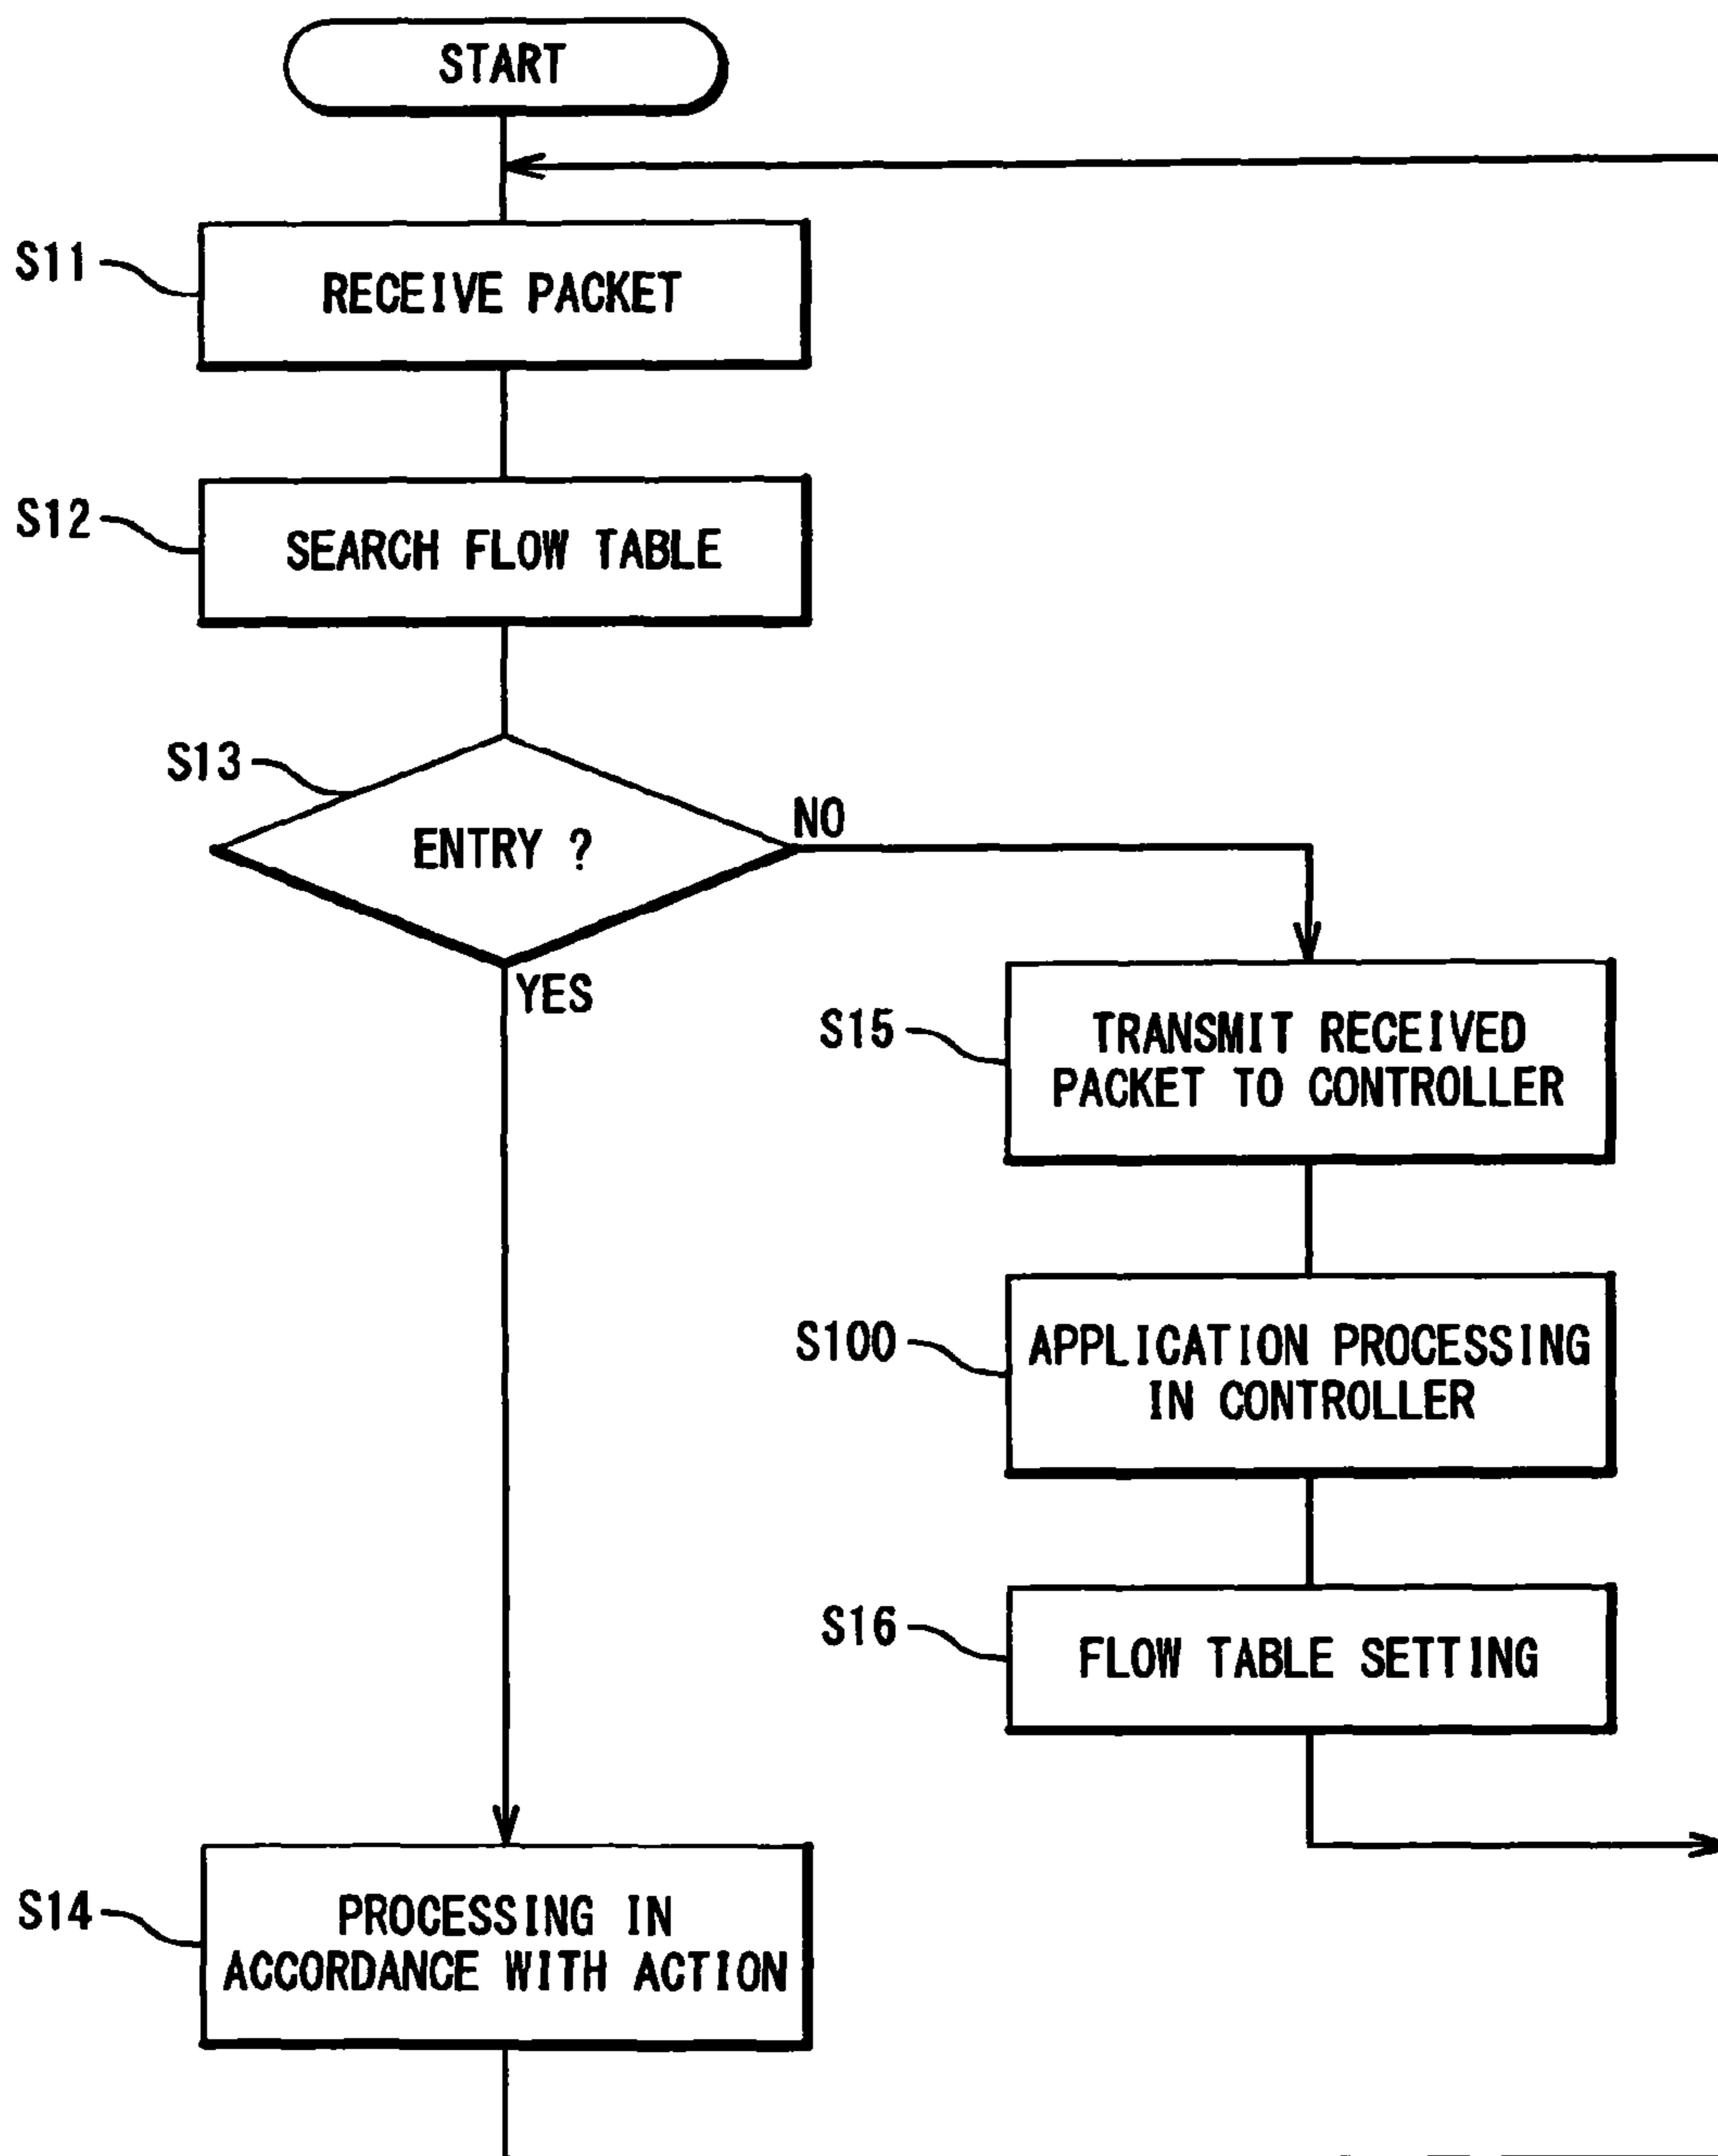 START
S11
RECEIVE PACKET
S12
SEARCH FLOW TABLE
S13
ENTRY ?
NO
YES
S15
TRANSMIT RECEIVED
PACKET TO CONTROLLER
S100
APPLICATION PROCESSING
IN CONTROLLER
S16
FLOW TABLE SETTING
S14
PROCESSING IN
ACCORDANCE WITH ACTION